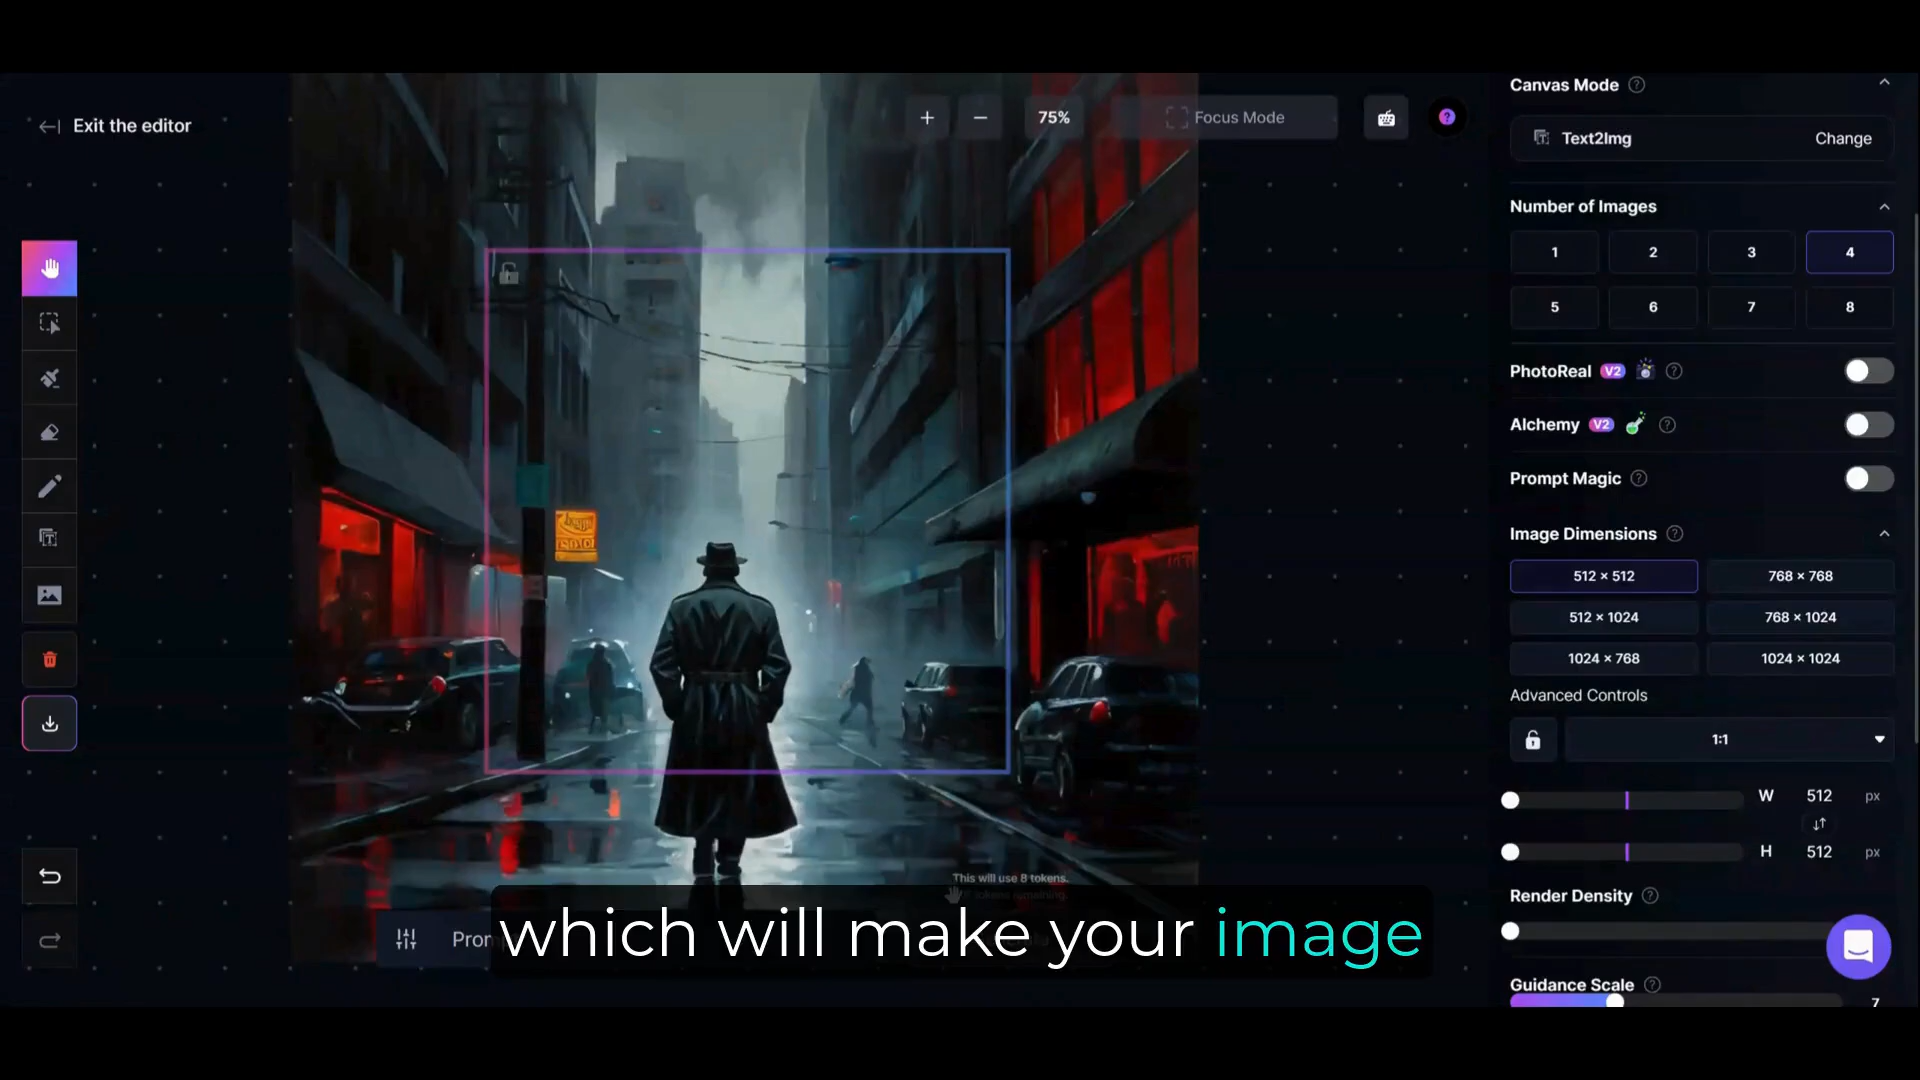 Exit the editor
75%
Focus Mode
Canvas Mode
Text2Img
Change
Number of Images
1
2
3
4
5
6
7
8
PhotoReal V2
Alchemy V2
Prompt Magic
Image Dimensions
512 × 512
768 × 768
512 × 1024
768 × 1024
1024 × 768
1024 × 1024
Advanced Controls
1:1
W 512 px
H 512 px
Render Density
Guidance Scale
7
This will use 8 tokens.
Prom
which will make your image